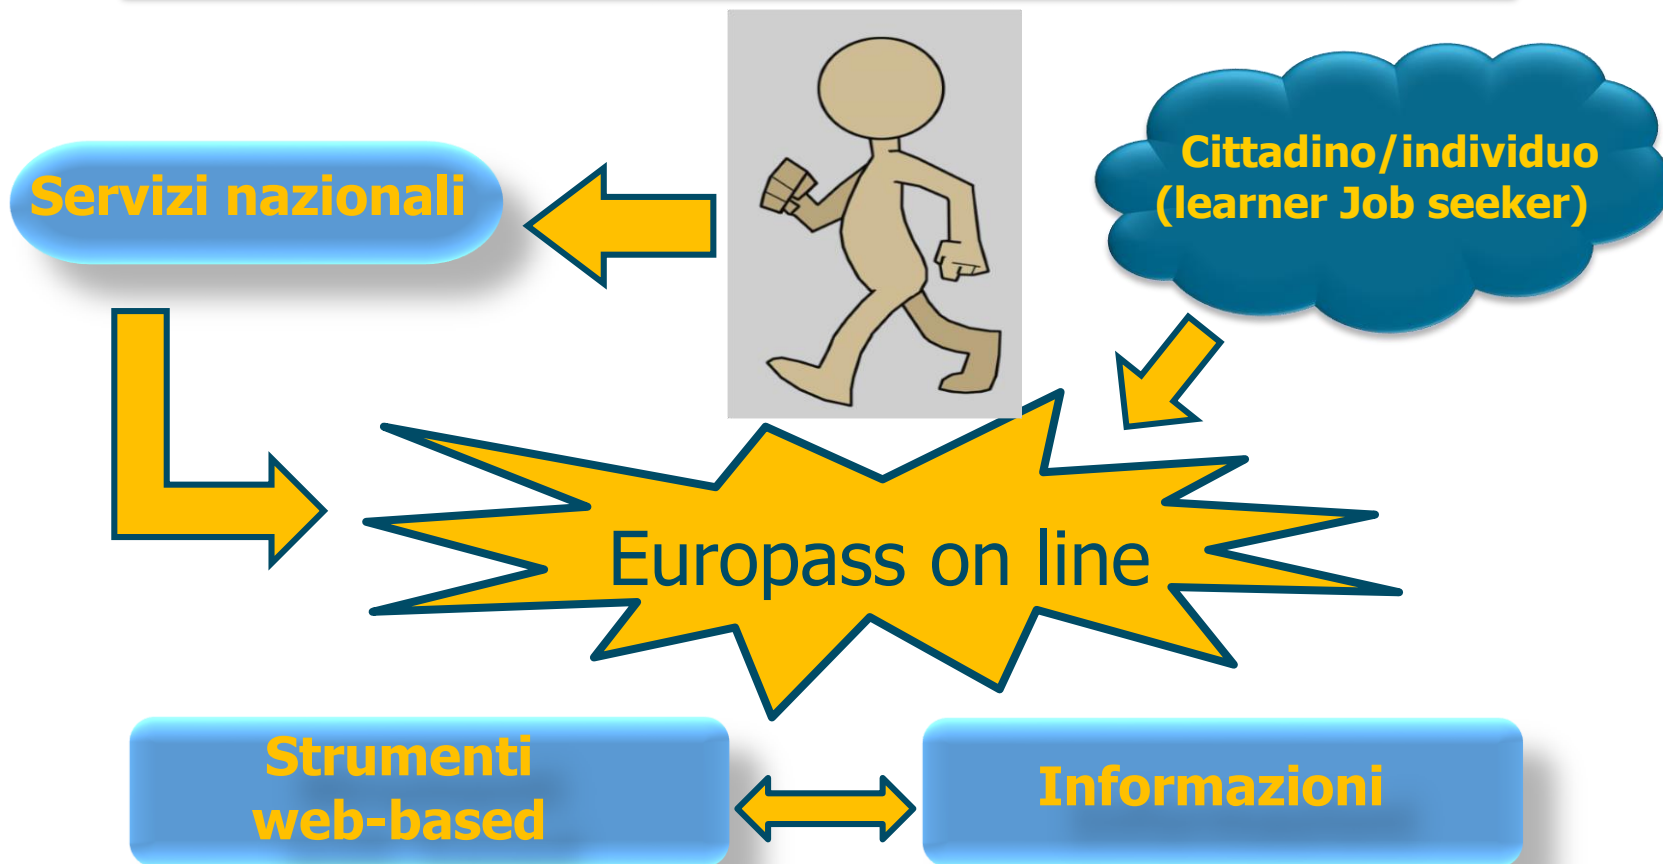 Servizi nazionali
Cittadino/individuo
(learner Job seeker)
Europass on line
Strumenti
web-based
Informazioni